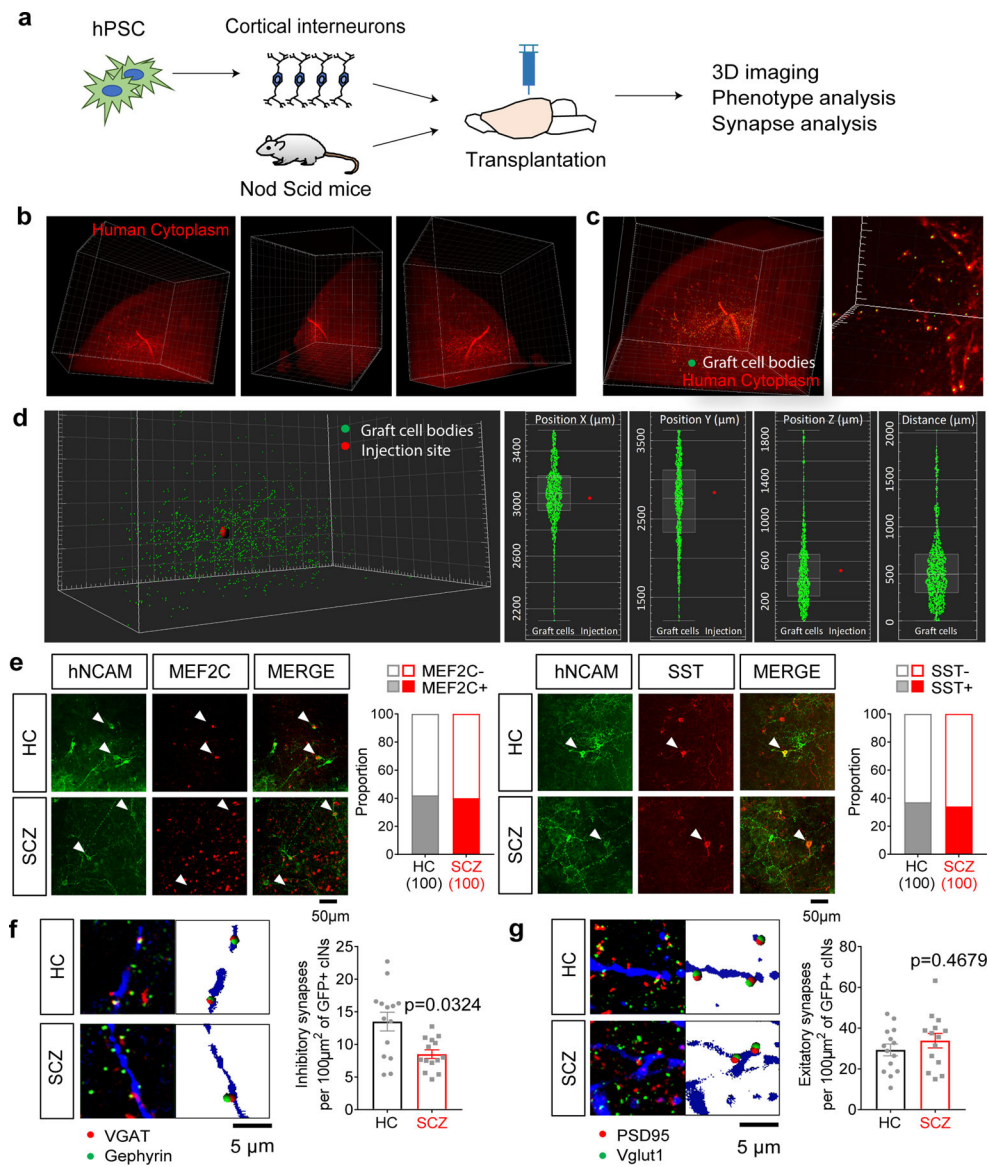 a
hPSC
Cortical interneurons
Nod Scid mice
Transplantation
3D imaging
Phenotype analysis
Synapse analysis
b
Human Cytoplasm
c
Graft cell bodies
Human Cytoplasm
d
Graft cell bodies
Injection site
Position X (µm)
3400
3000
2600
2200
Graft cells Injection
Position Y (µm)
3500
2500
1500
Graft cells Injection
Position Z (µm)
1800
1400
1000
600
200
Graft cells Injection
Distance (µm)
2000
1500
1000
500
0
Graft cells
e
hNCAM MEF2C MERGE
HC
SCZ
50µm
MEF2C-
MEF2C+
Proportion
100
80
60
40
20
0
HC SCZ
(100) (100)
hNCAM SST MERGE
HC
SCZ
50µm
SST-
SST+
Proportion
100
80
60
40
20
0
HC SCZ
(100) (100)
f
HC
SCZ
VGAT
Gephyrin
5 µm
Inhibitory synapses
per 100µm² of GFP+ cINs
25
20
15
10
5
0
p=0.0324
HC SCZ
g
HC
SCZ
PSD95
Vglut1
5 µm
Exitatory synapses
per 100µm² of GFP+ cINs
80
60
40
20
0
p=0.4679
HC SCZ